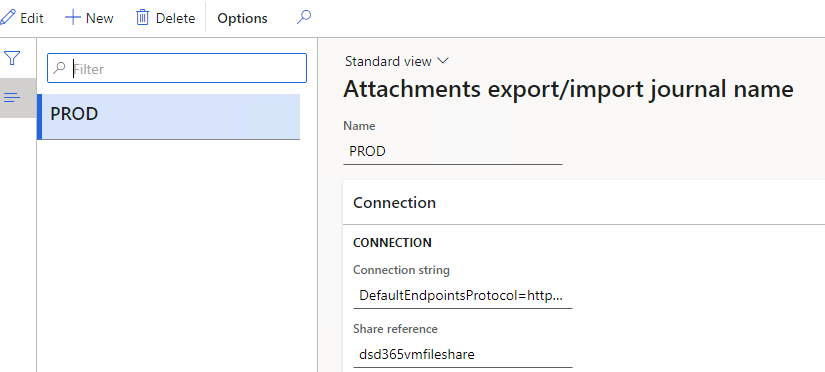 Edit New Delete Options
Filter
PROD
Standard view
Attachments export/import journal name
Name
PROD
Connection
CONNECTION
Connection string
DefaultEndpointsProtocol=http...
Share reference
dsd365vmfileshare